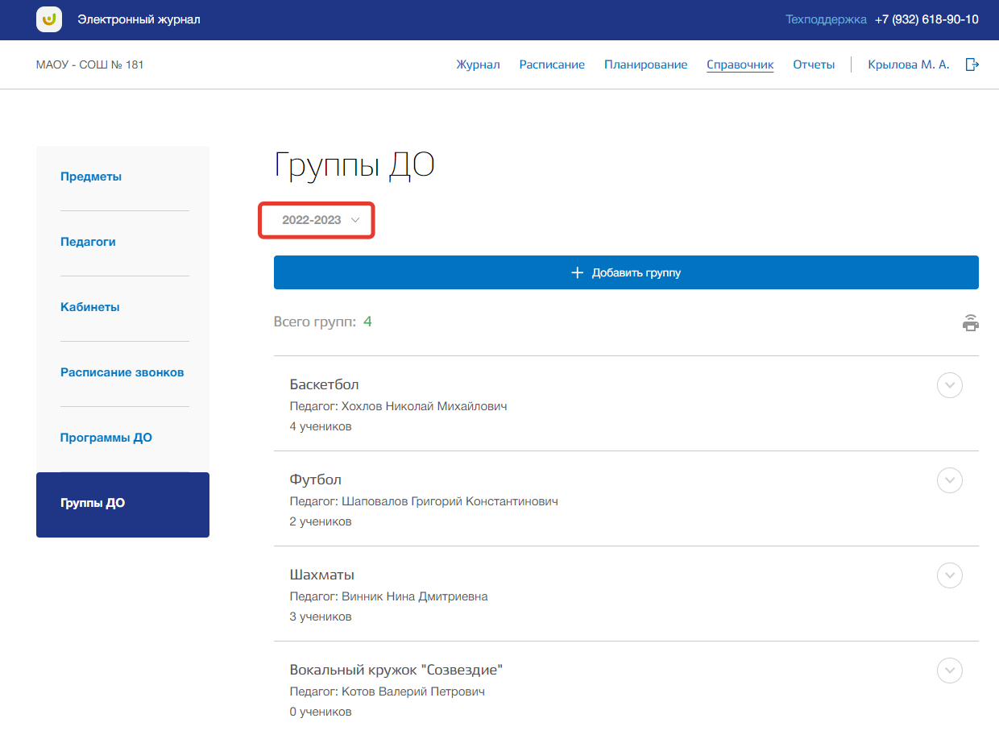 Электронный журнал
Техподдержка +7 (932) 618-90-10
МАОУ - СОШ № 181
Журнал Расписание Планирование Справочник Отчеты Крылова М. А.
Предметы
Педагоги
Кабинеты
Расписание звонков
Программы ДО
Группы ДО
Группы ДО
2022-2023
Добавить группу
Всего групп: 4
Баскетбол
Педагог: Хохлов Николай Михайлович
4 учеников
Футбол
Педагог: Шаповалов Григорий Константинович
2 учеников
Шахматы
Педагог: Винник Нина Дмитриевна
3 учеников
Вокальный кружок "Созвездие"
Педагог: Котов Валерий Петрович
0 учеников